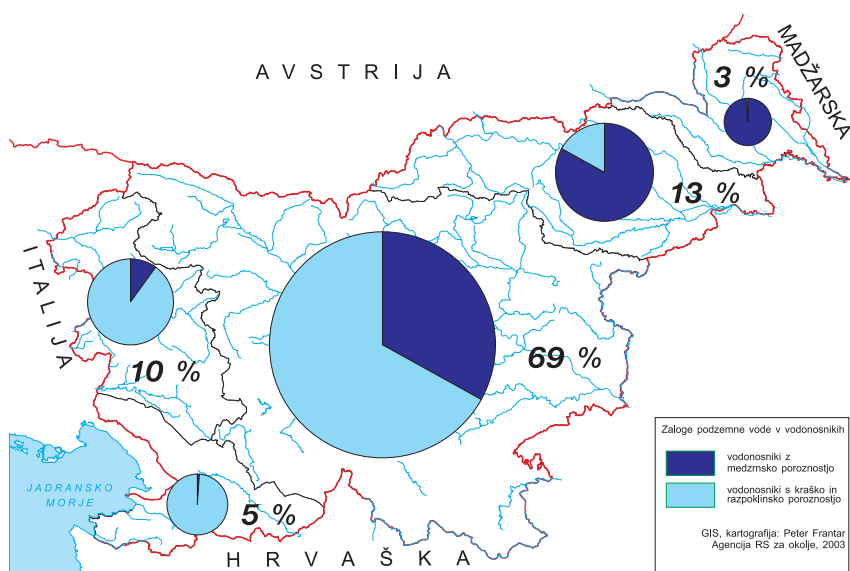 AVSTRIJA
MADŽARSKA
3 %
13 %
ITALIJA
10 %
69 %
5 %
JADRANSKO
MORJE
HRVAŠKA
Zaloge podzemne vode v vodonosnikih
vodonosniki z
medzrnsko poroznostjo
vodonosniki s kraško in
razpoklinsko poroznostjo
GIS, kartografija: Peter Frantar
Agencija RS za okolje, 2003